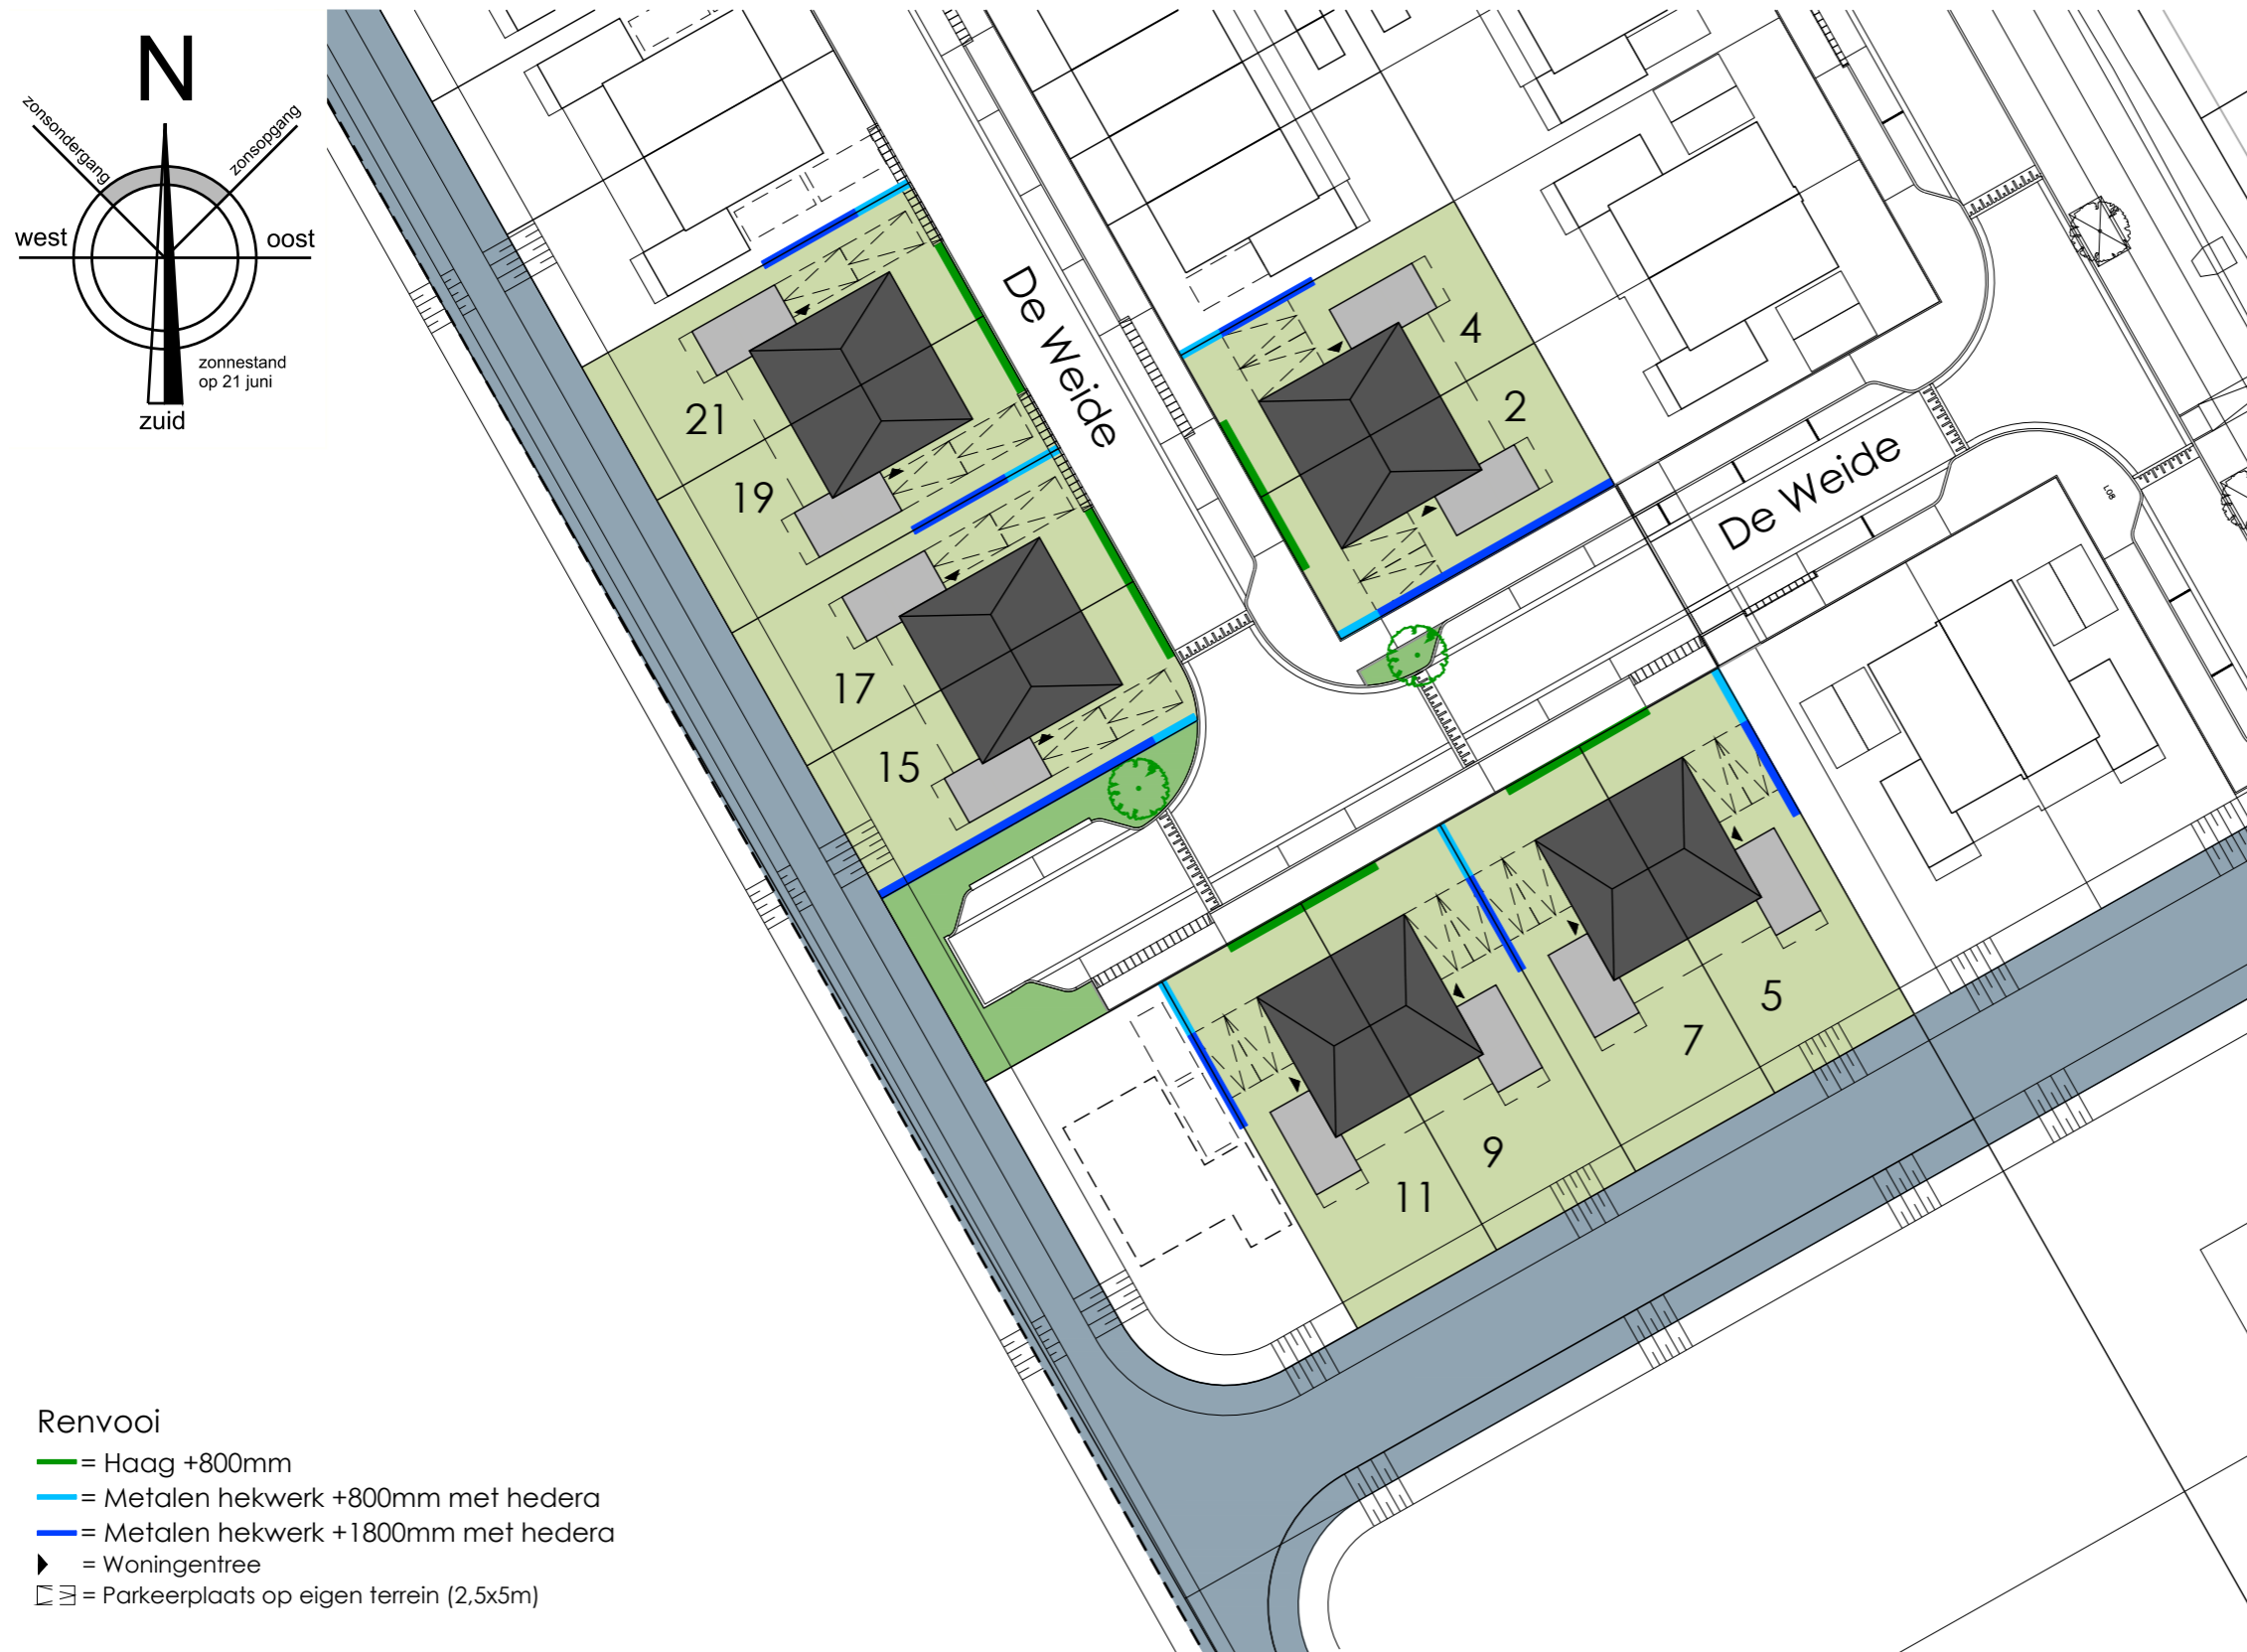 N
zonsondergang
zonsopgang
west
oost
zonnestand
op 21 juni
zuid
De Weide
4
2
21
19
De Weide
L08
17
15
5
7
9
11
Renvooi
= Haag +800mm
= Metalen hekwerk +800mm met hedera
= Metalen hekwerk +1800mm met hedera
= Woningentree
= Parkeerplaats op eigen terrein (2,5x5m)